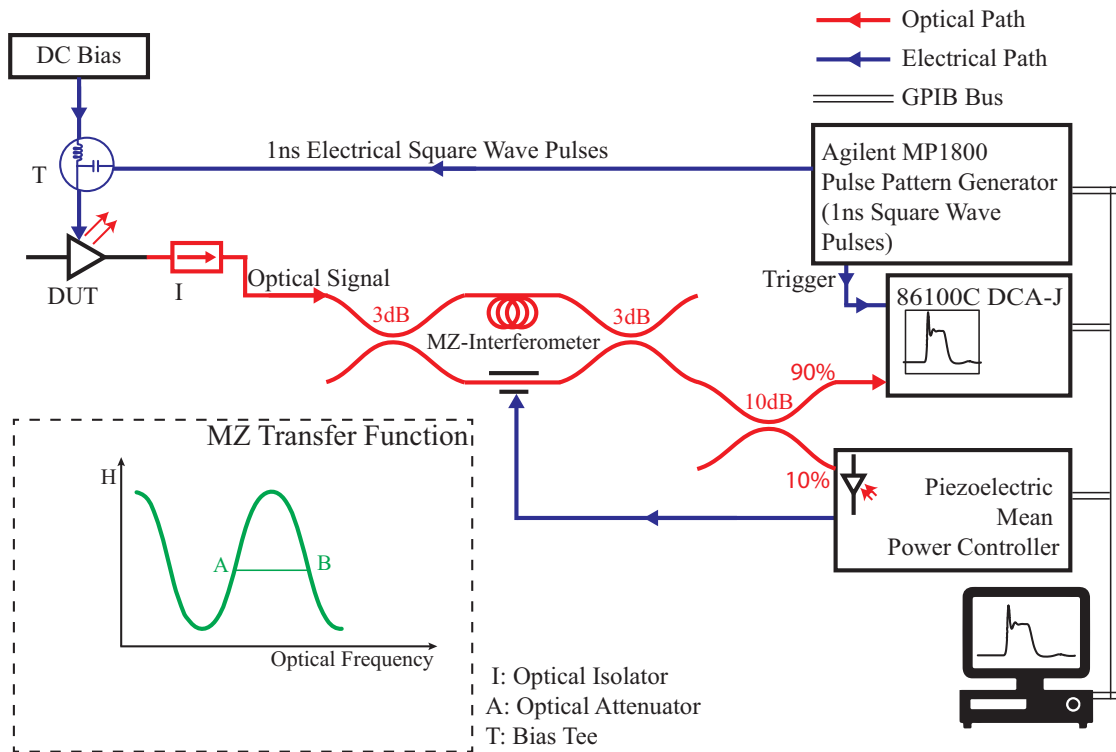 Optical Path
DC Bias
Electrical Path
GPIB Bus
1ns Electrical Square Wave Pulses
T
Agilent MP1800
Pulse Pattern Generator
(1ns Square Wave
Pulses)
DUT
I
Optical Signal
Trigger
86100C DCA-J
3dB
3dB
MZ-Interferometer
90%
10dB
10%
MZ Transfer Function
H
A
B
Optical Frequency
Piezoelectric
Mean
Power Controller
I: Optical Isolator
A: Optical Attenuator
T: Bias Tee